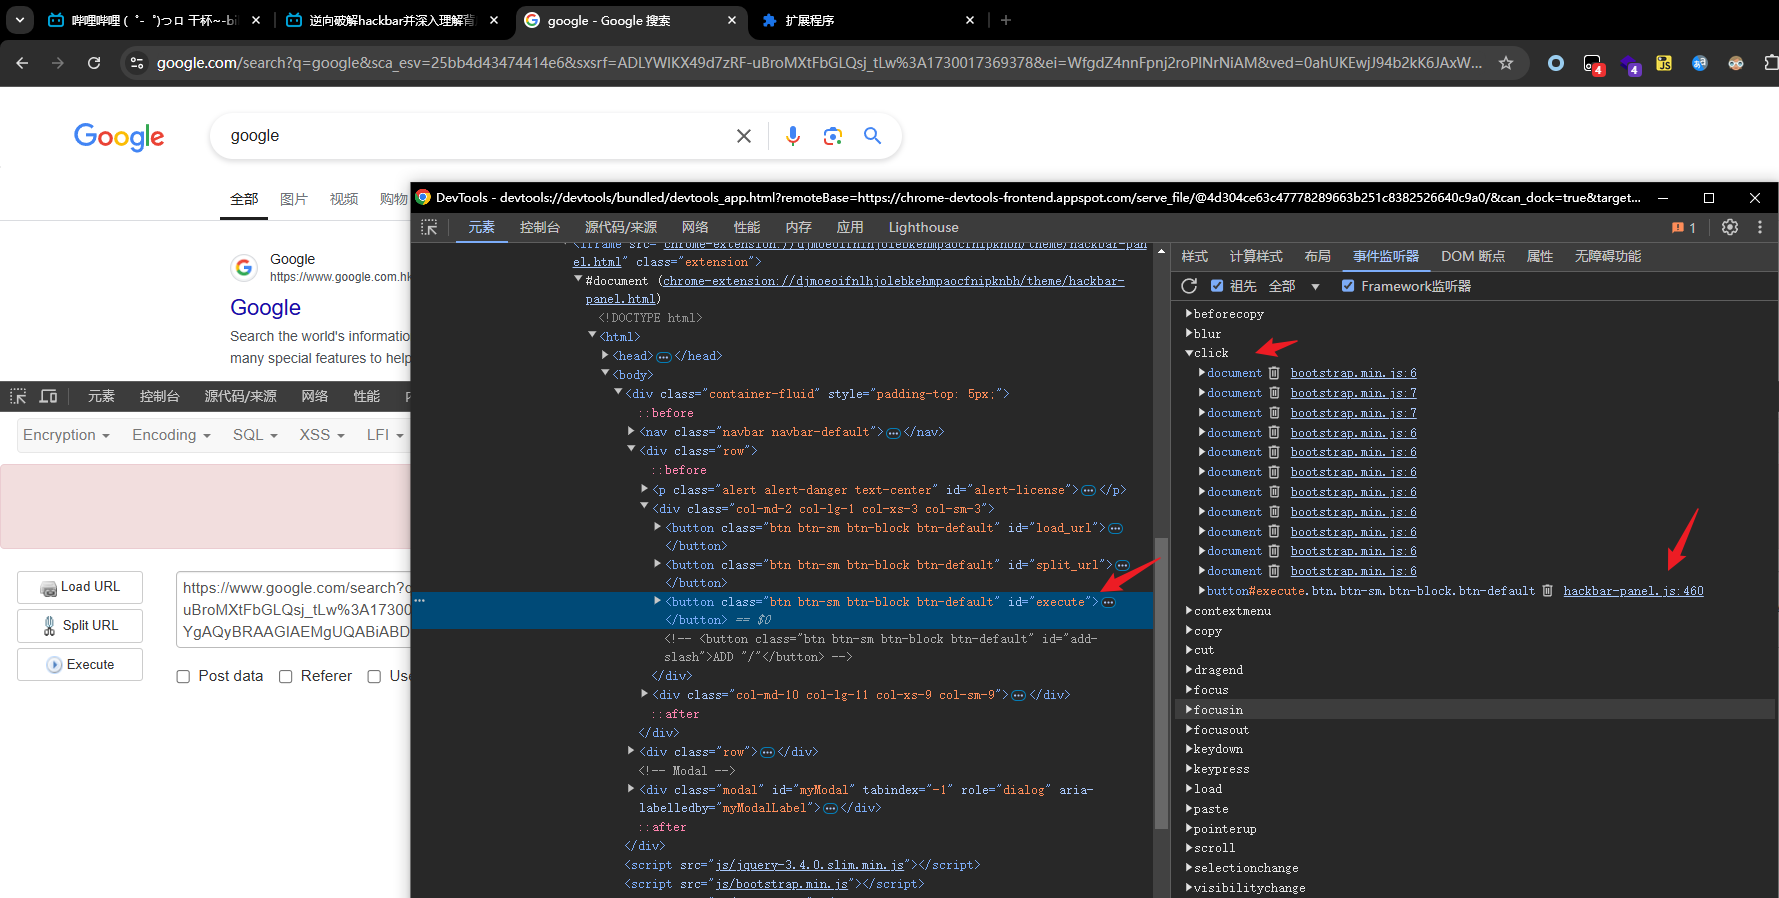 哔哩哔哩 (゜-゜)つロ 干杯~-bi
逆向破解hackbar并深入理解背
google - Google 搜索
扩展程序
google.com/search?q=google&sca_esv=25bb4d43474414e6&sxsrf=ADLYWIKX49d7zRF-uBroMXtFbGLQsj_tLw%3A1730017369378&ei=WfgdZ4nnFpnj2roPlNrNiAM&ved=0ahUKEwjJ94b2kK6JAxW...
4
4
JS
Google
google
全部 图片 视频 购物
Google
https://www.google.com.hk
Google
Search the world's informatio
many special features to help
元素 控制台 源代码/来源 网络 性能
Encryption Encoding SQL XSS LFI
Load URL
Split URL
Execute
https://www.google.com/search?q
uBroMXtFbGLQsj_tLw%3A17300
YgAQyBRAAGIAEMgUQABiABD
Post data Referer Use
DevTools - devtools://devtools/bundled/devtools_app.html?remoteBase=https://chrome-devtools-frontend.appspot.com/serve_file/@4d304ce63c47778289663b251c8382526640c9a0/&can_dock=true&target...
元素 控制台 源代码/来源 网络 性能 内存 应用 Lighthouse
1
<iframe src="chrome-extension://djmoeoifnlhjolebkehmpaocfnipknbh/theme/hackbar-pan
el.html" class="extension">
#document (chrome-extension://djmoeoifnlhjolebkehmpaocfnipknbh/theme/hackbar-
panel.html)
<!DOCTYPE html>
<html>
<head>…</head>
<body>
<div class="container-fluid" style="padding-top: 5px;">
::before
<nav class="navbar navbar-default">…</nav>
<div class="row">
::before
<p class="alert alert-danger text-center" id="alert-license">…</p>
<div class="col-md-2 col-lg-1 col-xs-3 col-sm-3">
<button class="btn btn-sm btn-block btn-default" id="load_url">…
</button>
<button class="btn btn-sm btn-block btn-default" id="split_url">…
</button>
<button class="btn btn-sm btn-block btn-default" id="execute">…
</button> == $0
<!-- <button class="btn btn-sm btn-block btn-default" id="add-
slash">ADD "/"</button> -->
</div>
<div class="col-md-10 col-lg-11 col-xs-9 col-sm-9">…</div>
::after
</div>
<div class="row">…</div>
<!-- Modal -->
<div class="modal" id="myModal" tabindex="-1" role="dialog" aria-
labelledby="myModalLabel">…</div>
::after
</div>
<script src="js/jquery-3.4.0.slim.min.js"></script>
<script src="js/bootstrap.min.js"></script>
样式 计算样式 布局 事件监听器 DOM 断点 属性 无障碍功能
祖先 全部 Framework监听器
beforecopy
blur
click
document bootstrap.min.js:6
document bootstrap.min.js:7
document bootstrap.min.js:7
document bootstrap.min.js:6
document bootstrap.min.js:6
document bootstrap.min.js:6
document bootstrap.min.js:6
document bootstrap.min.js:6
document bootstrap.min.js:6
document bootstrap.min.js:6
document bootstrap.min.js:6
button#execute.btn.btn-sm.btn-block.btn-default hackbar-panel.js:460
contextmenu
copy
cut
dragend
focus
focusin
focusout
keydown
keypress
load
paste
pointerup
scroll
selectionchange
visibilitychange